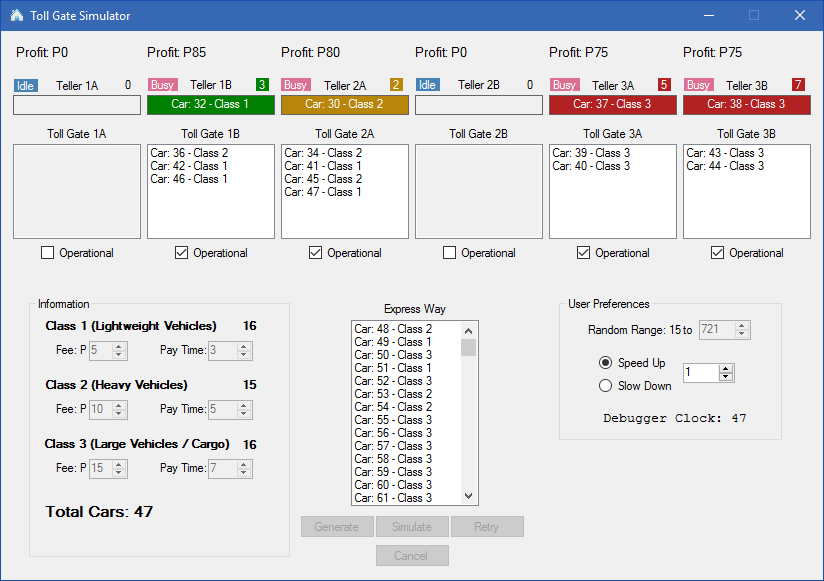 Toll Gate Simulator
Profit: P0
Profit: P85
Profit: P80
Profit: P0
Profit: P75
Profit: P75
Idle Teller 1A 0
Busy Teller 1B 3
Car: 32 - Class 1
Busy Teller 2A 2
Car: 30 - Class 2
Idle Teller 2B 0
Busy Teller 3A 5
Car: 37 - Class 3
Busy Teller 3B 7
Car: 38 - Class 3
Toll Gate 1A
Operational
Toll Gate 1B
Car: 36 - Class 2
Car: 42 - Class 1
Car: 46 - Class 1
Operational
Toll Gate 2A
Car: 34 - Class 2
Car: 41 - Class 1
Car: 45 - Class 2
Car: 47 - Class 1
Operational
Toll Gate 2B
Operational
Toll Gate 3A
Car: 39 - Class 3
Car: 40 - Class 3
Operational
Toll Gate 3B
Car: 43 - Class 3
Car: 44 - Class 3
Operational
Information
Class 1 (Lightweight Vehicles) 16
Fee: P 5 Pay Time: 3
Class 2 (Heavy Vehicles) 15
Fee: P 10 Pay Time: 5
Class 3 (Large Vehicles / Cargo) 16
Fee: P 15 Pay Time: 7
Total Cars: 47
Express Way
Car: 48 - Class 2
Car: 49 - Class 1
Car: 50 - Class 3
Car: 51 - Class 1
Car: 52 - Class 3
Car: 53 - Class 2
Car: 54 - Class 2
Car: 55 - Class 3
Car: 56 - Class 3
Car: 57 - Class 3
Car: 58 - Class 3
Car: 59 - Class 3
Car: 60 - Class 3
Car: 61 - Class 3
Generate Simulate Retry
Cancel
User Preferences
Random Range: 15 to 721
Speed Up
Slow Down
1
Debugger Clock: 47